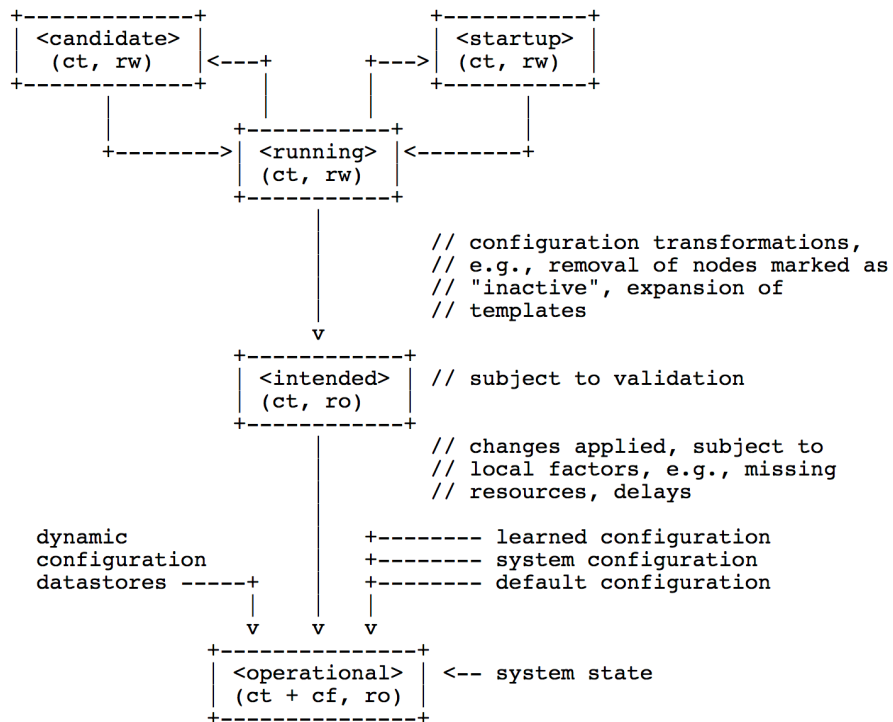 +-------------+                 +-----------+
| <candidate> |                 | <startup> |
|  (ct, rw)   |<---+       +--->| (ct, rw)  |
+-------------+    |       |    +-----------+
       |           |       |           |
       |         +-----------+         |
       +-------->| <running> |<--------+
                 | (ct, rw)  |
                 +-----------+
                       |
                       |        // configuration transformations,
                       |        // e.g., removal of nodes marked as
                       |        // "inactive", expansion of
                       |        // templates
                       v
                 +------------+
                 | <intended> | // subject to validation
                 | (ct, ro)   |
                 +------------+
                       |        // changes applied, subject to
                       |        // local factors, e.g., missing
                       |        // resources, delays
                       |
  dynamic              |   +-------- learned configuration
  configuration        |   +-------- system configuration
  datastores -----+    |   +-------- default configuration
                  |    |   |
                  v    v   v
               +---------------+
               | <operational> | <-- system state
               | (ct + cf, ro) |
               +---------------+